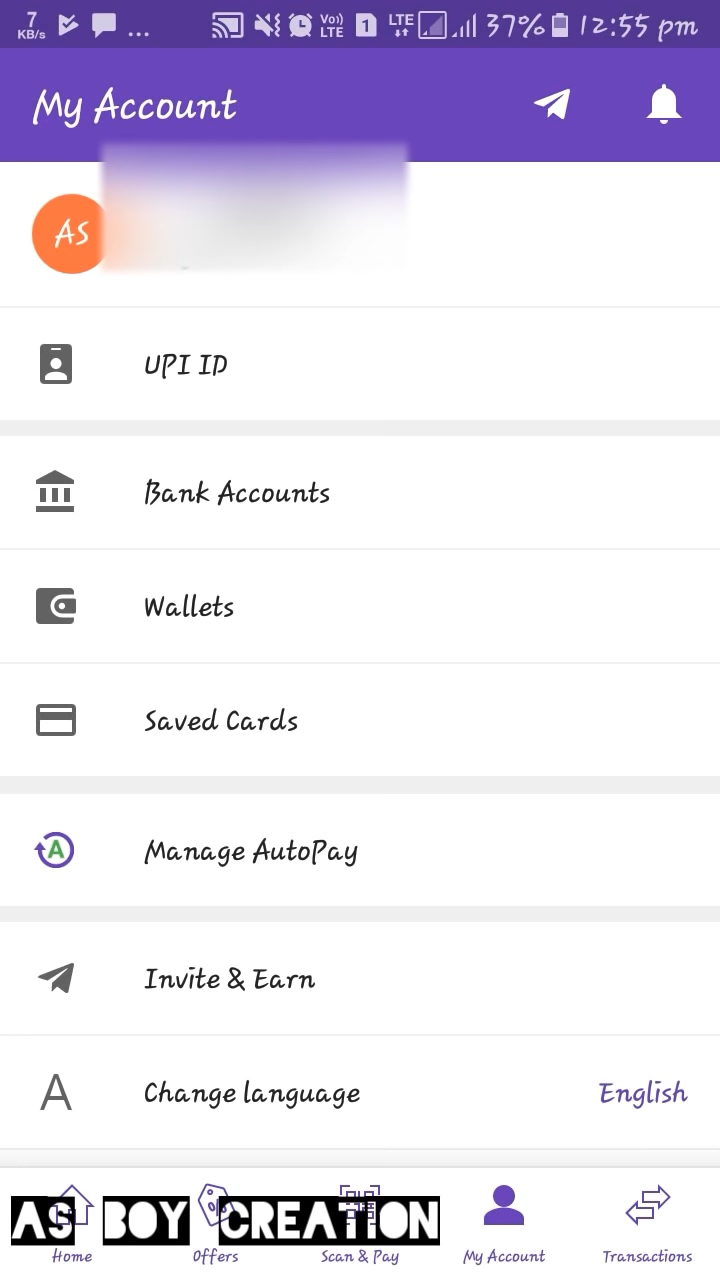 7 KB/s ... Vo)) LTE 1 LTE 37% 12:55 pm
My Account
AS
UPI ID
Bank Accounts
Wallets
Saved Cards
A Manage AutoPay
Invite & Earn
A Change language English
AS BOY CREATION
Home Offers Scan & Pay My Account Transactions